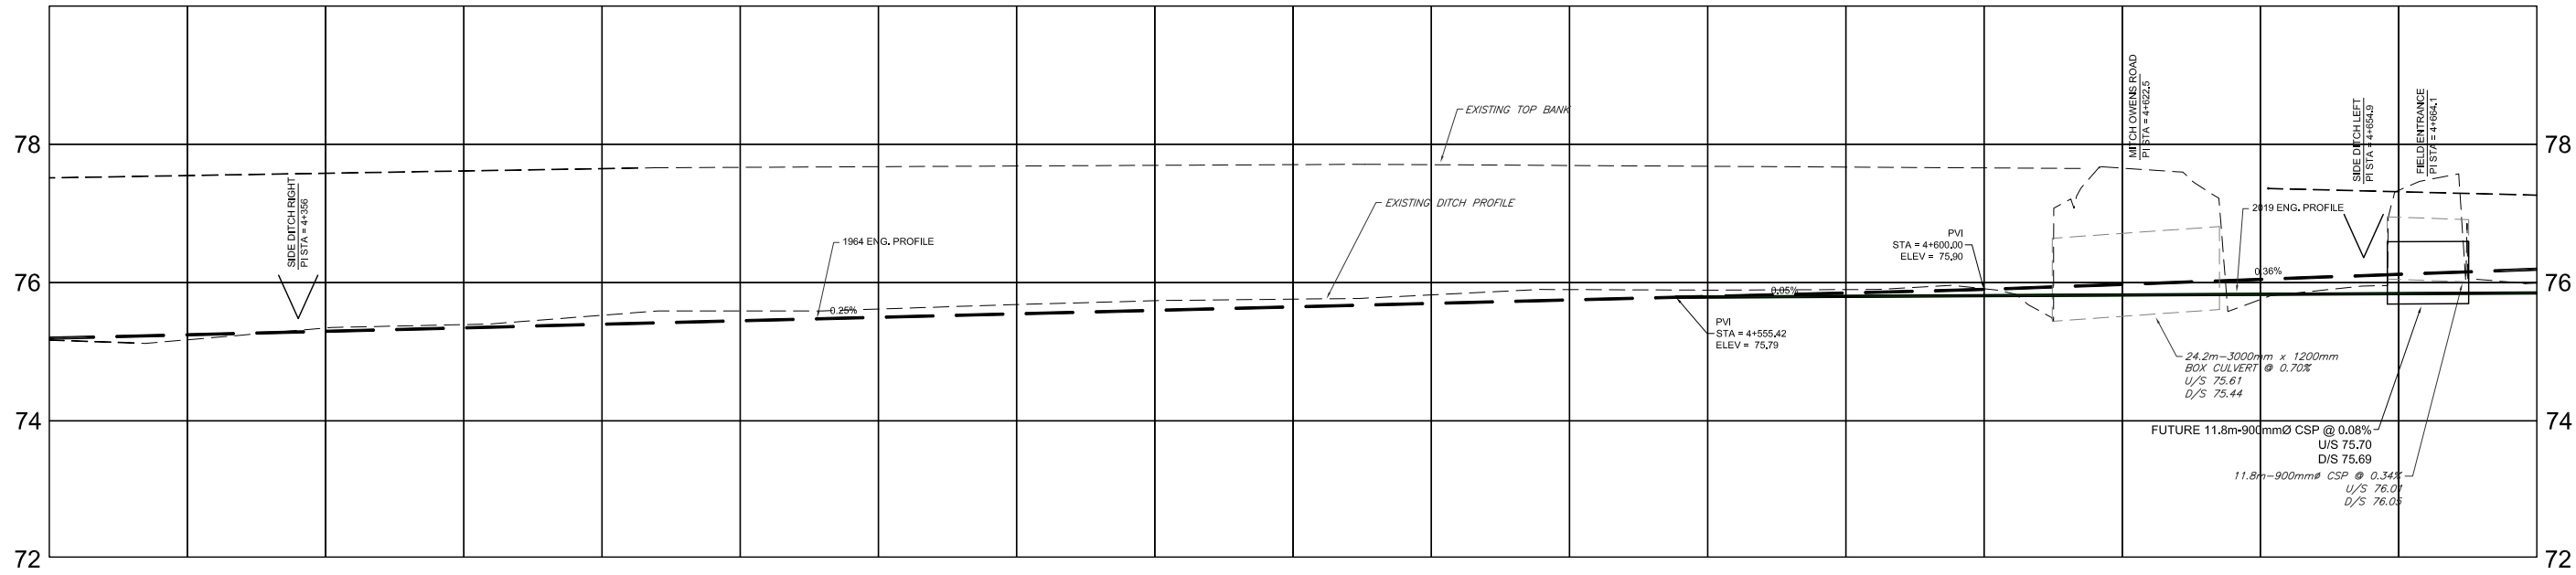 78
76
74
72
SIDE DITCH RIGHT
PI STA = 4+356
1964 ENG. PROFILE
0.25%
EXISTING TOP BANK
EXISTING DITCH PROFILE
PVI
STA = 4+555.42
ELEV = 75.79
0.05%
PVI
STA = 4+600.00
ELEV = 75.90
MITCH OWENS ROAD
PI STA = 4+622.5
2019 ENG. PROFILE
SIDE DITCH LEFT
PI STA = 4+654.9
FIELD ENTRANCE
PI STA = 4+664.1
0.36%
24.2m-3000mm x 1200mm
BOX CULVERT @ 0.70%
U/S 75.61
D/S 75.44
FUTURE 11.8m-900mmØ CSP @ 0.08%
U/S 75.70
D/S 75.69
11.8m-900mmø CSP @ 0.34%
U/S 76.01
D/S 76.05
78
76
74
72